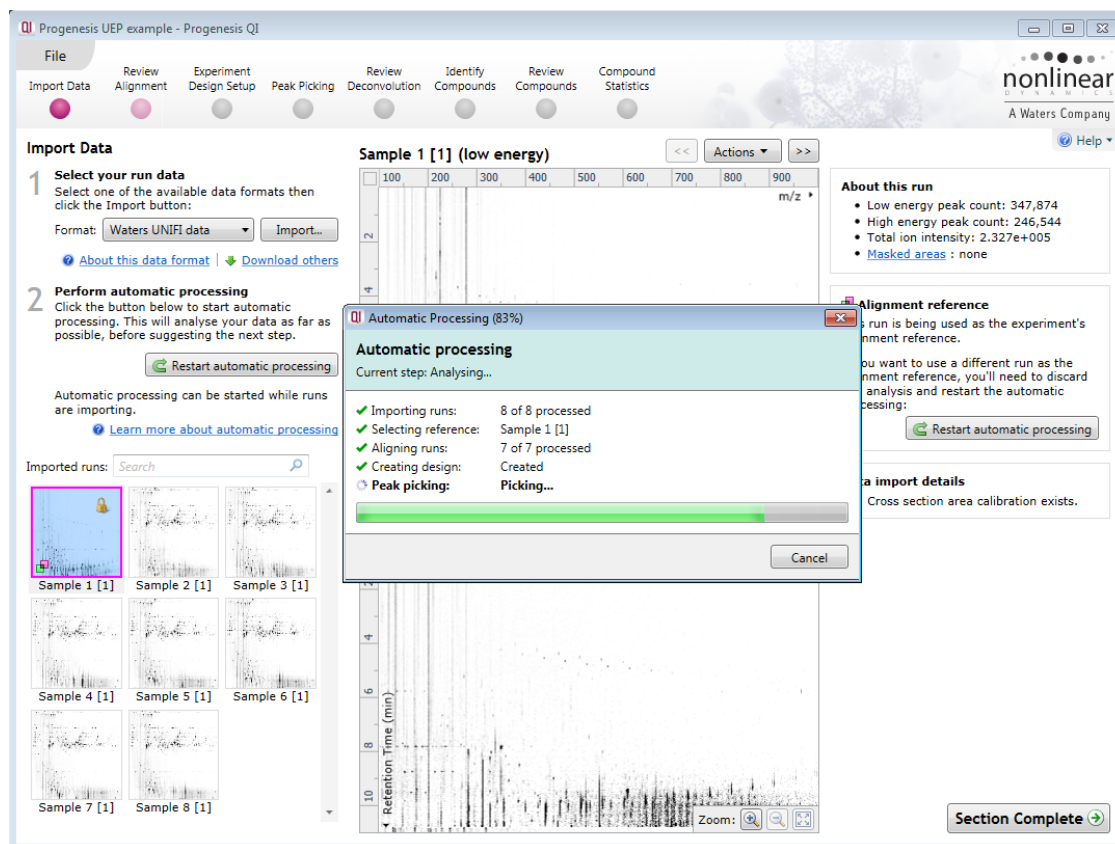 Progenesis UEP example - Progenesis QI
File
Import Data
Review
Alignment
Experiment
Design Setup
Peak Picking
Review
Deconvolution
Identify
Compounds
Review
Compounds
Compound
Statistics
nonlinear
DYNAMICS
A Waters Company
Help
Import Data
1
Select your run data
Select one of the available data formats then
click the Import button:
Format: Waters UNIFI data Import...
About this data format | Download others
2
Perform automatic processing
Click the button below to start automatic
processing. This will analyse your data as far as
possible, before suggesting the next step.
Restart automatic processing
Automatic processing can be started while runs
are importing.
Learn more about automatic processing
Imported runs: Search
Sample 1 [1] Sample 2 [1] Sample 3 [1]
Sample 4 [1] Sample 5 [1] Sample 6 [1]
Sample 7 [1] Sample 8 [1]
Sample 1 [1] (low energy)
<< Actions >>
100 200 300 400 500 600 700 800 900
m/z
2
4
QI Automatic Processing (83%)
Automatic processing
Current step: Analysing...
Importing runs: 8 of 8 processed
Selecting reference: Sample 1 [1]
Aligning runs: 7 of 7 processed
Creating design: Created
Peak picking: Picking...
Cancel
4
6
8
10
Retention Time (min)
Zoom:
About this run
• Low energy peak count: 347,874
• High energy peak count: 246,544
• Total ion intensity: 2.327e+005
• Masked areas : none
Alignment reference
s run is being used as the experiment's
nment reference.
ou want to use a different run as the
nment reference, you'll need to discard
analysis and restart the automatic
cessing:
Restart automatic processing
a import details
Cross section area calibration exists.
Section Complete